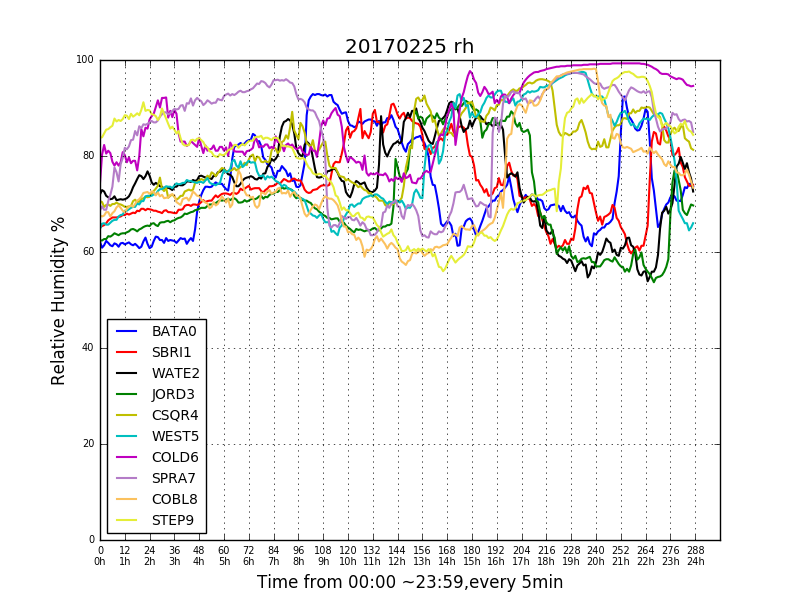 20170225 rh
100
80
60
40
20
0
Relative Humidity %
BATA0
SBRI1
WATE2
JORD3
CSQR4
WEST5
COLD6
SPRA7
COBL8
STEP9
0 12 24 36 48 60 72 84 96 108 120 132 144 156 168 180 192 204 216 228 240 252 264 276 288
0h 1h 2h 3h 4h 5h 6h 7h 8h 9h 10h 11h 12h 13h 14h 15h 16h 17h 18h 19h 20h 21h 22h 23h 24h
Time from 00:00 ~23:59,every 5min